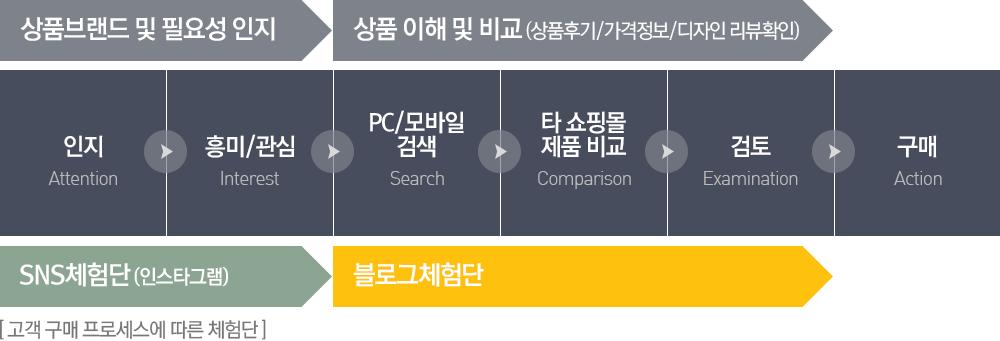 상품브랜드 및 필요성 인지
상품 이해 및 비교 (상품후기/가격정보/디자인 리뷰확인)
인지
Attention
흥미/관심
Interest
PC/모바일
검색
Search
타 쇼핑몰
제품 비교
Comparison
검토
Examination
구매
Action
SNS체험단 (인스타그램)
블로그체험단
[ 고객 구매 프로세스에 따른 체험단 ]